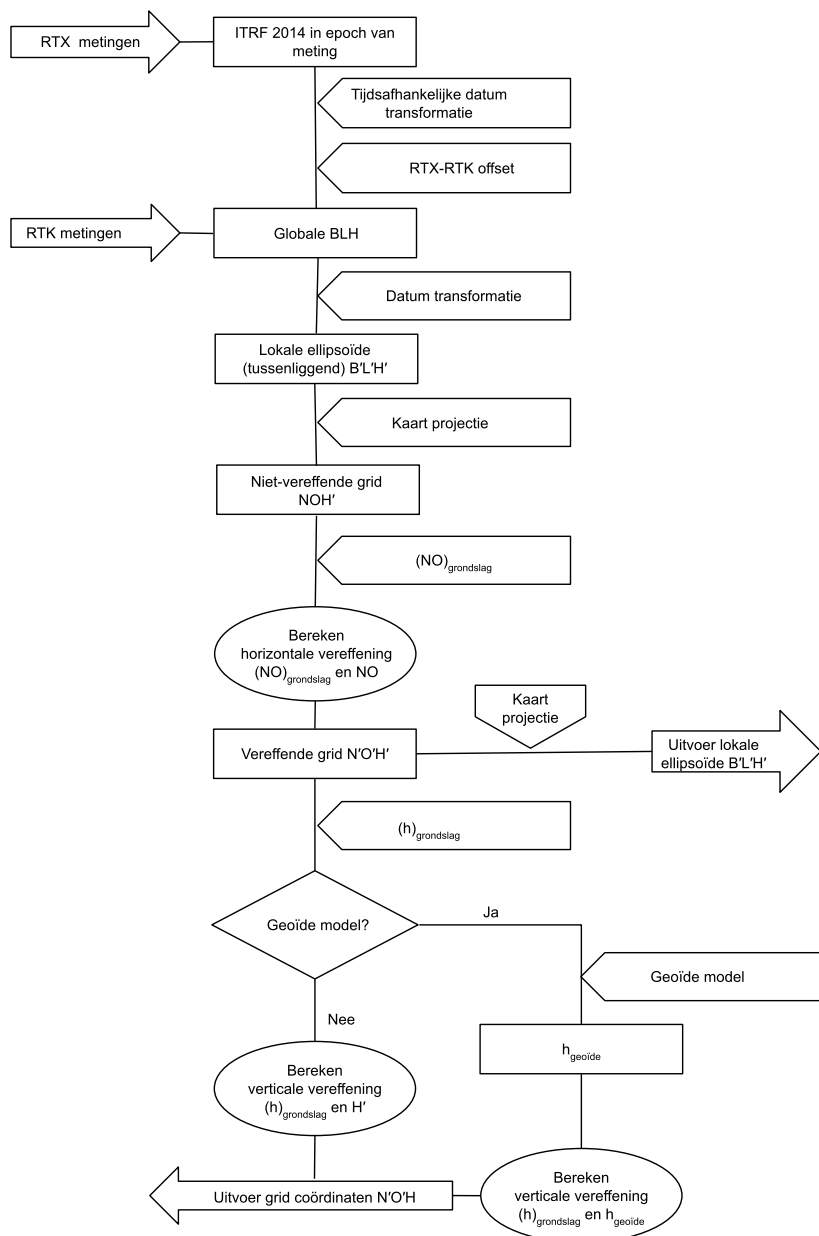 RTX metingen
ITRF 2014 in epoch van
meting
Tijdsafhankelijke datum
transformatie
RTX-RTK offset
RTK metingen
Globale BLH
Datum transformatie
Lokale ellipsoïde
(tussenliggend) B′L′H′
Kaart projectie
Niet-vereffende grid
NOH′
(NO)grondslag
Bereken
horizontale vereffening
(NO)grondslag en NO
Kaart
projectie
Vereffende grid N′O′H′
Uitvoer lokale
ellipsoïde B′L′H′
(h)grondslag
Geoïde model?
Ja
Geoïde model
Nee
hgeoïde
Bereken
verticale vereffening
(h)grondslag en H′
Bereken
verticale vereffening
(h)grondslag en hgeoïde
Uitvoer grid coördinaten N′O′H